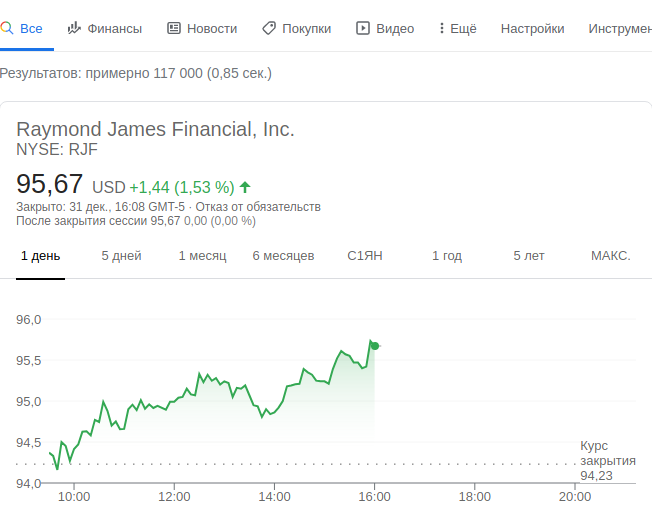 Все Финансы Новости Покупки Видео Ещё Настройки Инструмен
Результатов: примерно 117 000 (0,85 сек.)
Raymond James Financial, Inc.
NYSE: RJF
95,67 USD +1,44 (1,53 %)
Закрыто: 31 дек., 16:08 GMT-5 · Отказ от обязательств
После закрытия сессии 95,67 0,00 (0,00 %)
1 день 5 дней 1 месяц 6 месяцев С1ЯН 1 год 5 лет МАКС.
96,0
95,5
95,0
94,5
94,0
Курс
закрытия
94,23
10:00 12:00 14:00 16:00 18:00 20:00